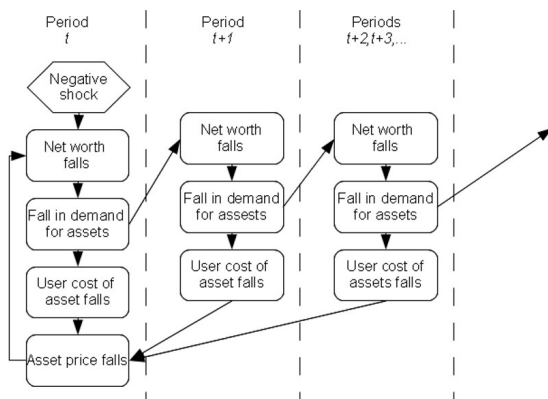 Period
t
Negative
shock
Net worth
falls
Fall in demand
for assets
User cost of
asset falls
Asset price falls
Period
t+1
Net worth
falls
Fall in demand
for assests
User cost of
asset falls
Periods
t+2,t+3,...
Net worth
falls
Fall in demand
for assets
User cost of
assets falls